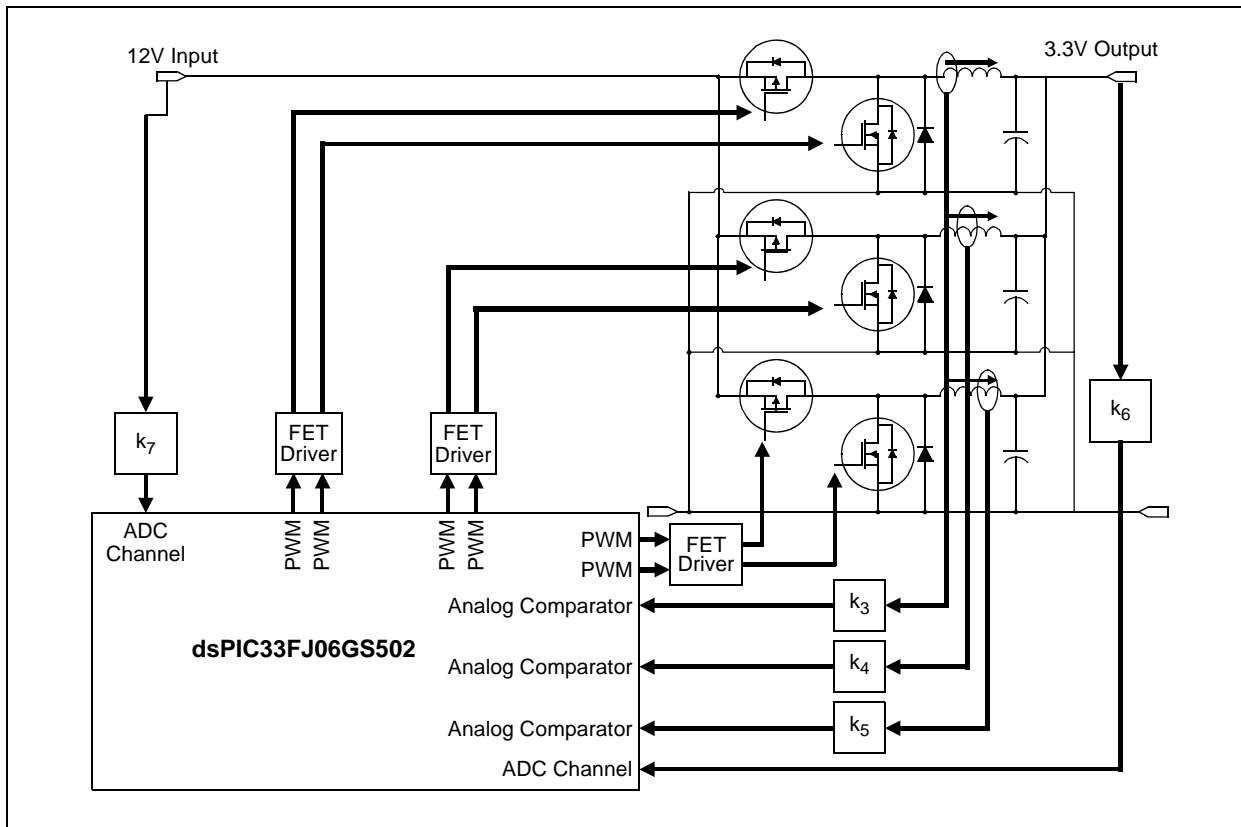 12V Input
3.3V Output
k7
FET
Driver
FET
Driver
k6
ADC
Channel
PWM
PWM
PWM
PWM
PWM
PWM
FET
Driver
Analog Comparator
k3
dsPIC33FJ06GS502
Analog Comparator
k4
Analog Comparator
k5
ADC Channel